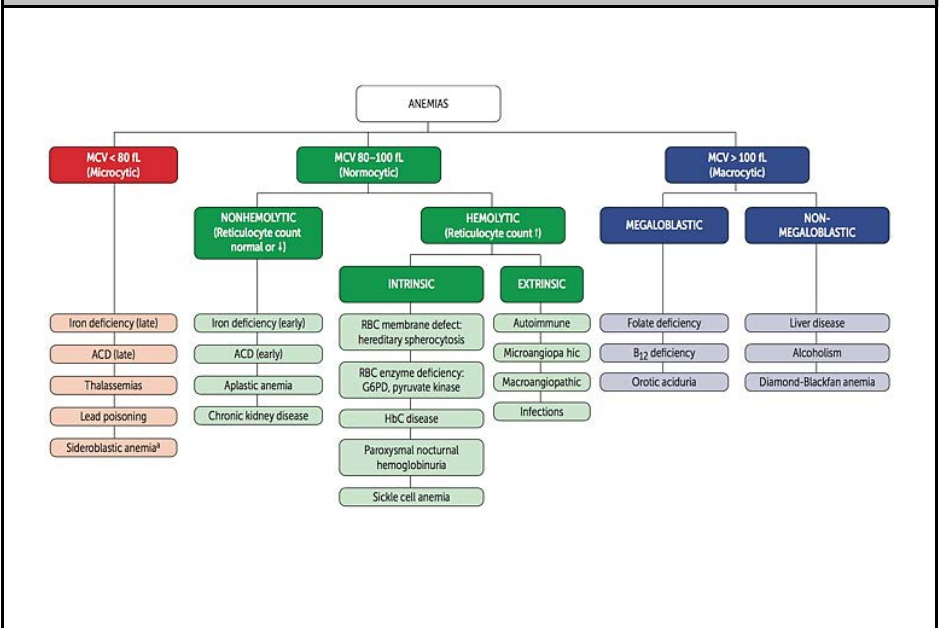 ANEMIAS
MCV < 80 fL
(Microcytic)
MCV 80–100 fL
(Normocytic)
MCV > 100 fL
(Macrocytic)
NONHEMOLYTIC
(Reticulocyte count
normal or ↓)
HEMOLYTIC
(Reticulocyte count ↑)
MEGALOBLASTIC
NON-
MEGALOBLASTIC
INTRINSIC
EXTRINSIC
Iron deficiency (late)
ACD (late)
Thalassemias
Lead poisoning
Sideroblastic anemiaᵃ
Iron deficiency (early)
ACD (early)
Aplastic anemia
Chronic kidney disease
RBC membrane defect:
hereditary spherocytosis
RBC enzyme deficiency:
G6PD, pyruvate kinase
HbC disease
Paroxysmal nocturnal
hemoglobinuria
Sickle cell anemia
Autoimmune
Microangiopa hic
Macroangiopathic
Infections
Folate deficiency
B₁₂ deficiency
Orotic aciduria
Liver disease
Alcoholism
Diamond-Blackfan anemia